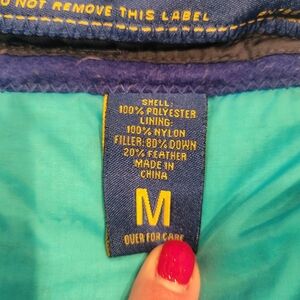 DO NOT REMOVE THIS LABEL
SHELL:
100% POLYESTER
LINING:
100% NYLON
FILLER: 80% DOWN
20% FEATHER
MADE IN
CHINA
M
OVER FOR CARE